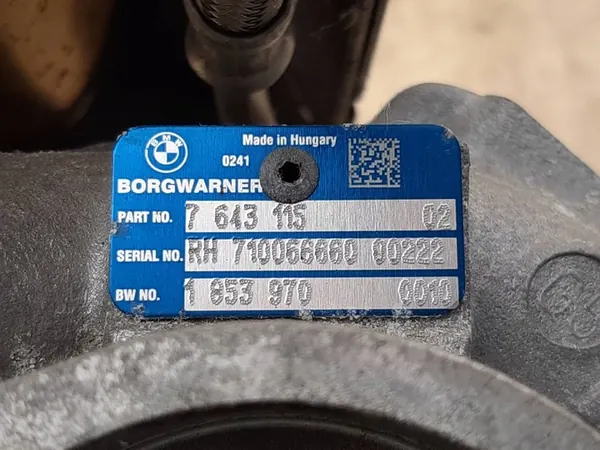 BMW
Made in Hungary
0241
BORGWARNER
PART NO. 7 643 115 02
SERIAL NO. RH 710066660 00222
BW NO. 1 853 970 0010